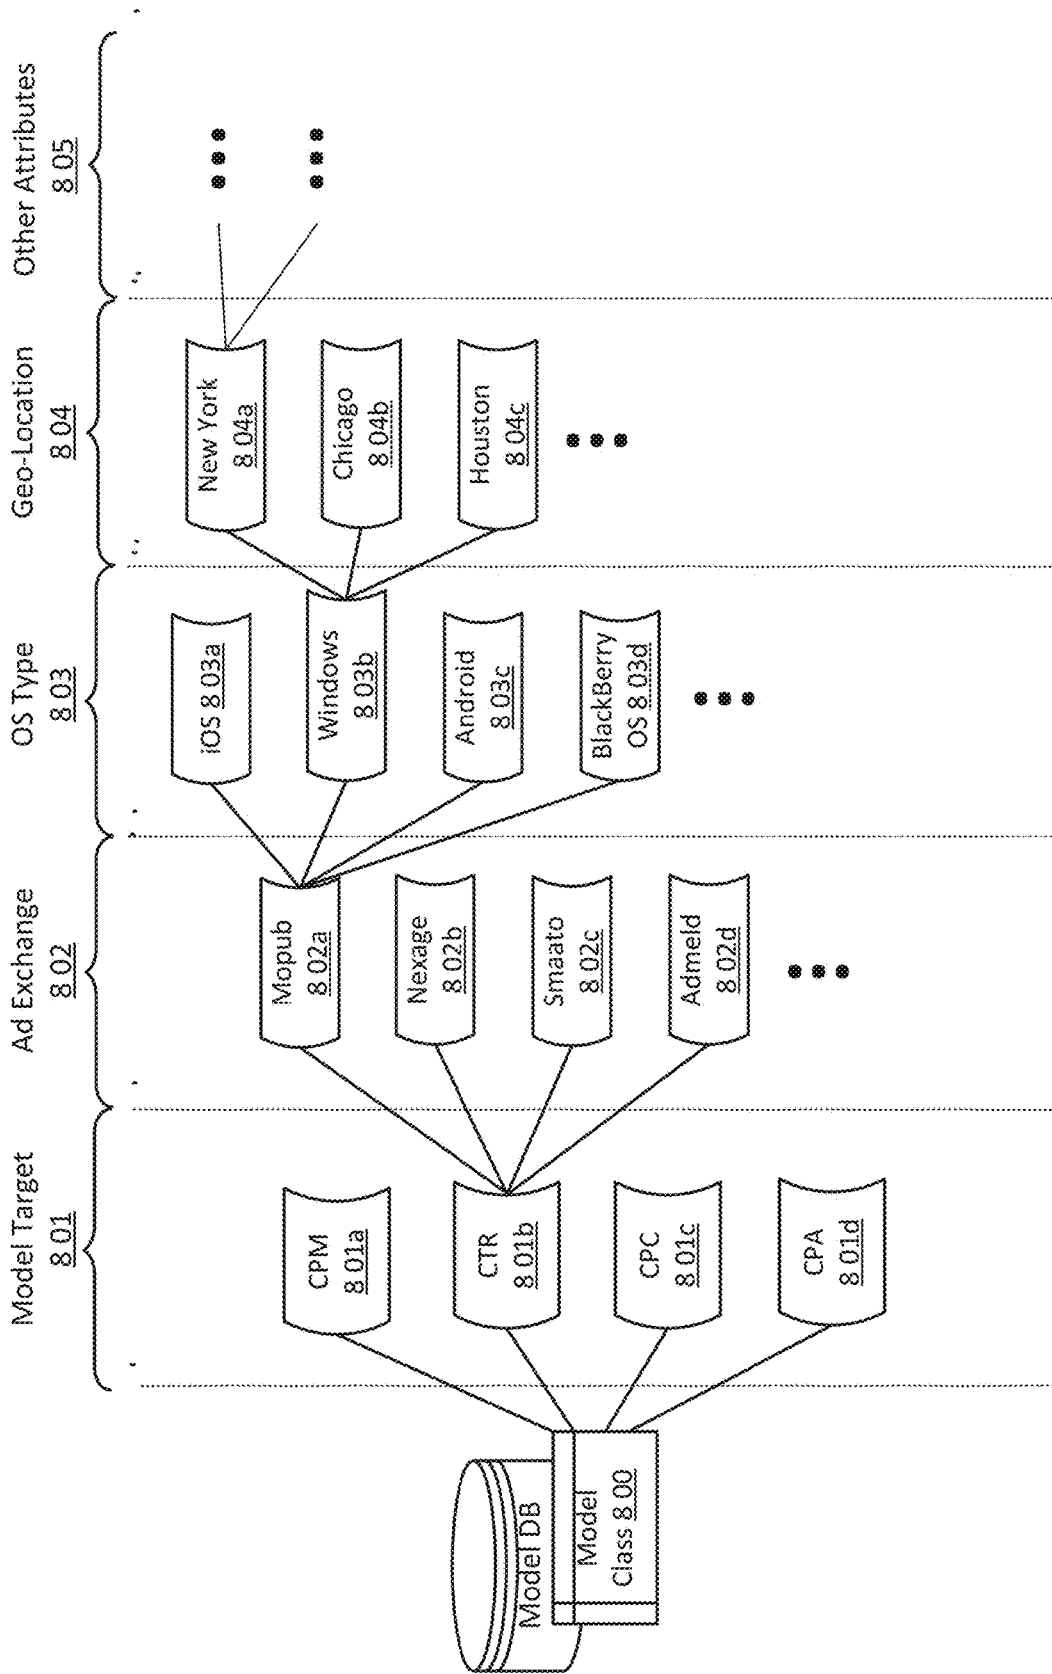 Model Target
8 01
Ad Exchange
8 02
OS Type
8 03
Geo-Location
8 04
Other Attributes
8 05
Model DB
Model
Class 8 00
CPM
8 01a
CTR
8 01b
CPC
8 01c
CPA
8 01d
Mopub
8 02a
Nexage
8 02b
Smaato
8 02c
Admeld
8 02d
iOS 8 03a
Windows
8 03b
Android
8 03c
BlackBerry
OS 8 03d
New York
8 04a
Chicago
8 04b
Houston
8 04c